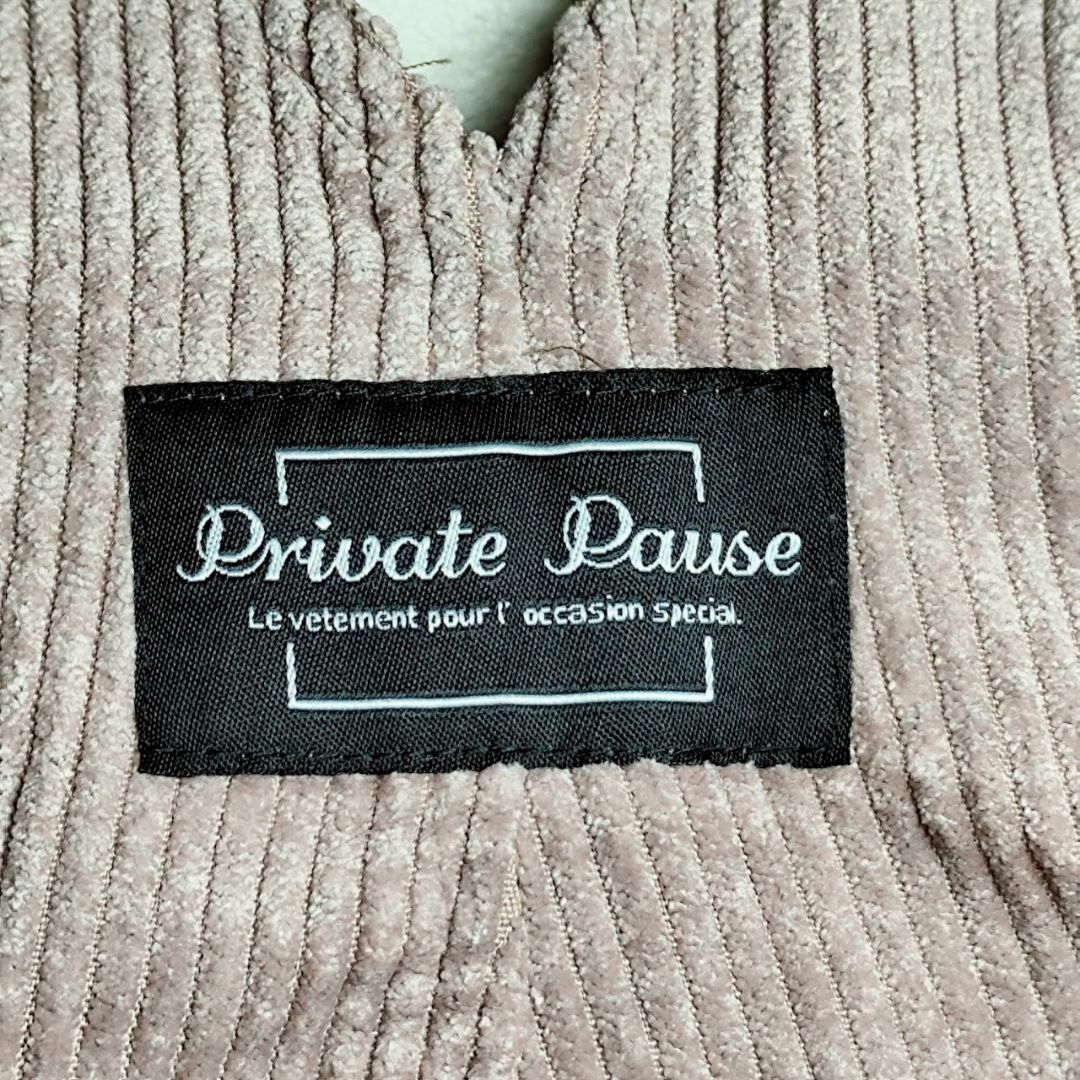 Private Pause
Le vetement pour l' occasion special.